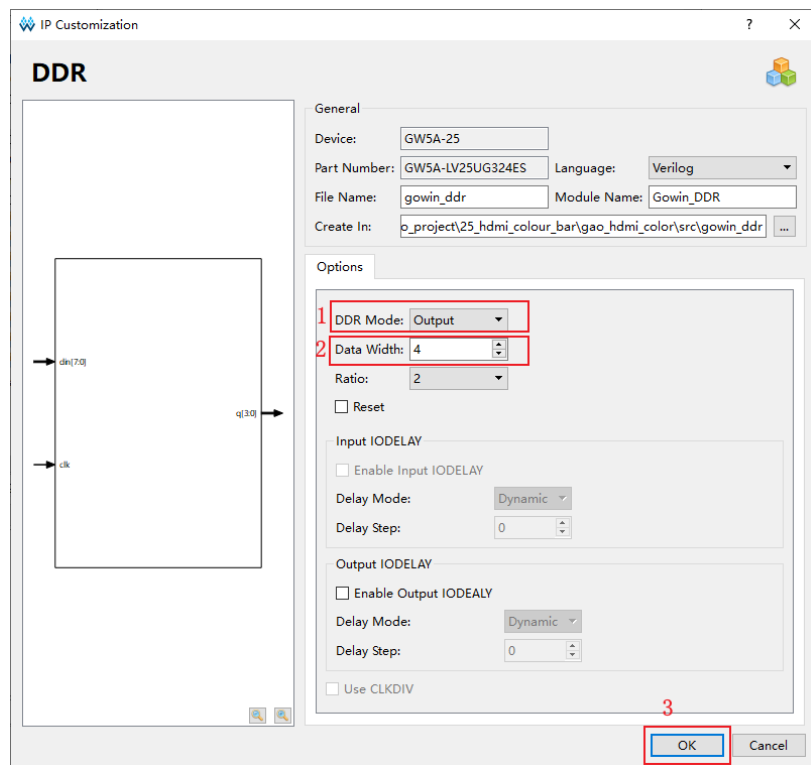 IP Customization ? ×
DDR
din[7:0]
q[3:0]
clk
General
Device: GW5A-25
Part Number: GW5A-LV25UG324ES Language: Verilog
File Name: gowin_ddr Module Name: Gowin_DDR
Create In: o_project\25_hdmi_colour_bar\gao_hdmi_color\src\gowin_ddr ...
Options
1 DDR Mode: Output
2 Data Width: 4
Ratio: 2
Reset
Input IODELAY
Enable Input IODELAY
Delay Mode: Dynamic
Delay Step: 0
Output IODELAY
Enable Output IODEALY
Delay Mode: Dynamic
Delay Step: 0
Use CLKDIV
3
OK Cancel